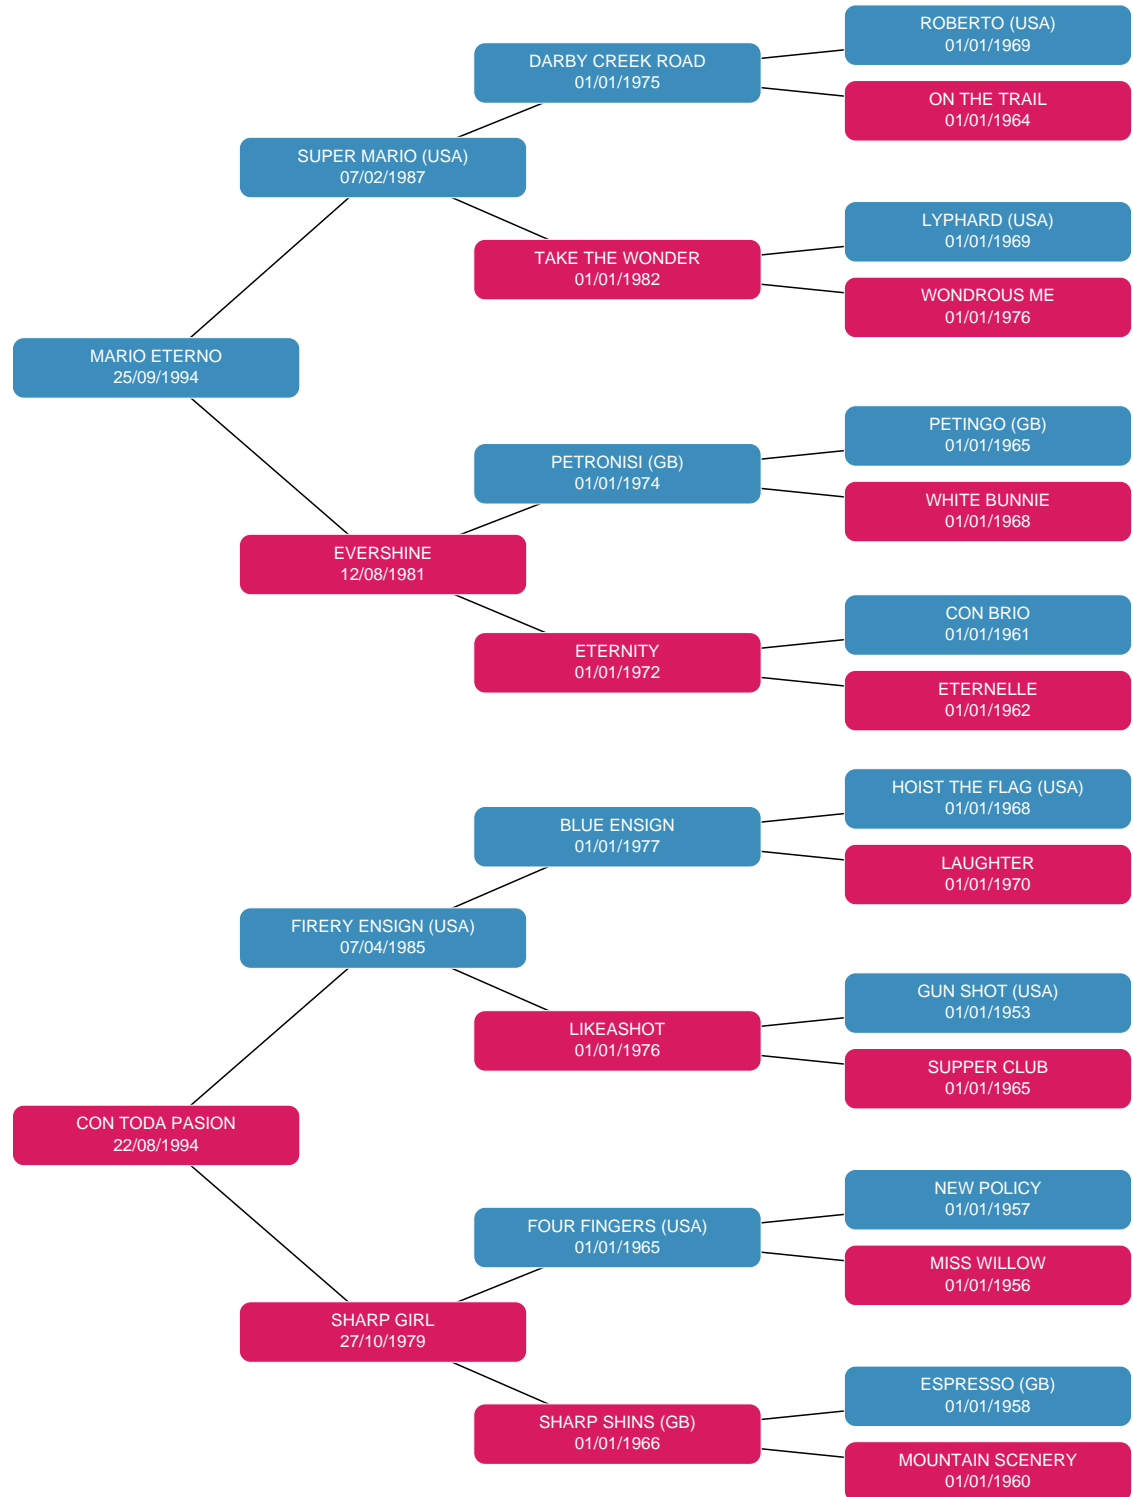 ROBERTO (USA)
01/01/1969
DARBY CREEK ROAD
01/01/1975
ON THE TRAIL
01/01/1964
SUPER MARIO (USA)
07/02/1987
LYPHARD (USA)
01/01/1969
TAKE THE WONDER
01/01/1982
WONDROUS ME
01/01/1976
MARIO ETERNO
25/09/1994
PETINGO (GB)
01/01/1965
PETRONISI (GB)
01/01/1974
WHITE BUNNIE
01/01/1968
EVERSHINE
12/08/1981
CON BRIO
01/01/1961
ETERNITY
01/01/1972
ETERNELLE
01/01/1962
HOIST THE FLAG (USA)
01/01/1968
BLUE ENSIGN
01/01/1977
LAUGHTER
01/01/1970
FIRERY ENSIGN (USA)
07/04/1985
GUN SHOT (USA)
01/01/1953
LIKEASHOT
01/01/1976
SUPPER CLUB
01/01/1965
CON TODA PASION
22/08/1994
NEW POLICY
01/01/1957
FOUR FINGERS (USA)
01/01/1965
MISS WILLOW
01/01/1956
SHARP GIRL
27/10/1979
ESPRESSO (GB)
01/01/1958
SHARP SHINS (GB)
01/01/1966
MOUNTAIN SCENERY
01/01/1960